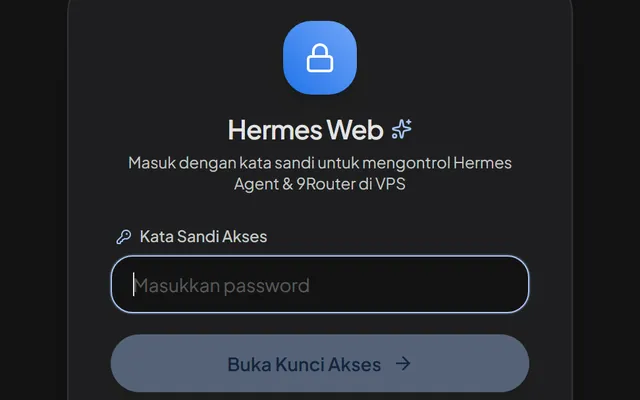 Hermes Web
Masuk dengan kata sandi untuk mengontrol Hermes
Agent & 9Router di VPS
Kata Sandi Akses
Masukkan password
Buka Kunci Akses →